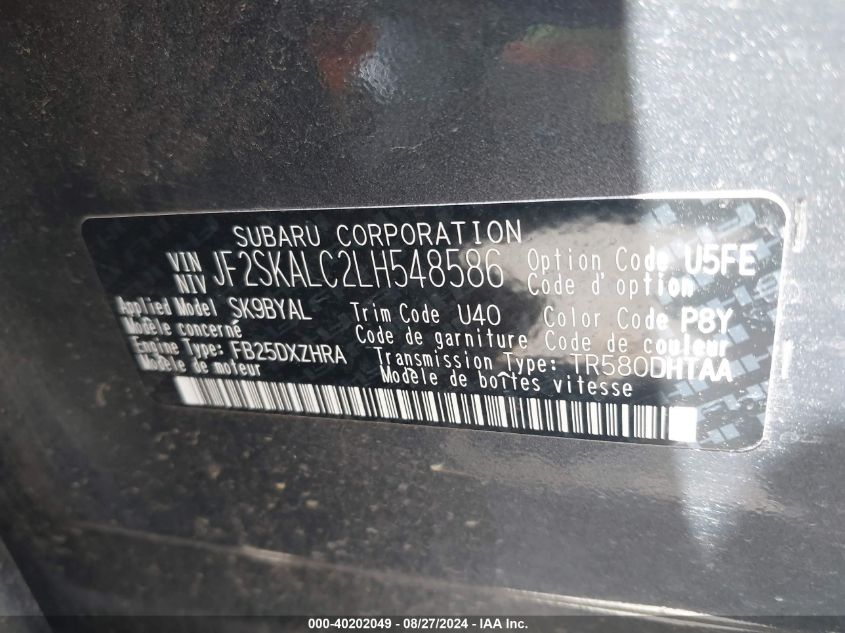 SUBARU CORPORATION
VIN
NIV JF2SKALC2LH548586
Option Code U5FE
Code d'option
Applied Model SK9BYAL Trim Code U40 Color Code P8Y
Modèle concerné Code de garniture Code de couleur
Engine Type: FB25DXZHRA Transmission Type: TR580DHTAA
Modèle de moteur Modèle de boîtes vitesse
000-40202049 - 08/27/2024 - IAA Inc.